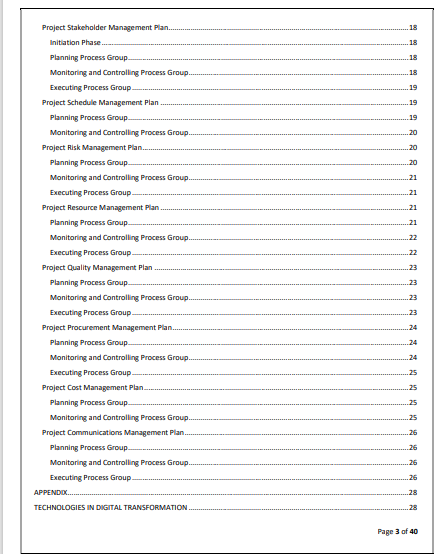 Project Stakeholder Management Plan 18
Initiation Phase 18
Planning Process Group 18
Monitoring and Controlling Process Group 18
Executing Process Group 19
Project Schedule Management Plan 19
Planning Process Group 19
Monitoring and Controlling Process Group 20
Project Risk Management Plan 20
Planning Process Group 20
Monitoring and Controlling Process Group 21
Executing Process Group 21
Project Resource Management Plan 21
Planning Process Group 21
Monitoring and Controlling Process Group 22
Executing Process Group 22
Project Quality Management Plan 23
Planning Process Group 23
Monitoring and Controlling Process Group 23
Executing Process Group 23
Project Procurement Management Plan 24
Planning Process Group 24
Monitoring and Controlling Process Group 24
Executing Process Group 25
Project Cost Management Plan 25
Planning Process Group 25
Monitoring and Controlling Process Group 25
Project Communications Management Plan 26
Planning Process Group 26
Monitoring and Controlling Process Group 26
Executing Process Group 26
APPENDIX 28
TECHNOLOGIES IN DIGITAL TRANSFORMATION 28
Page 3 of 40